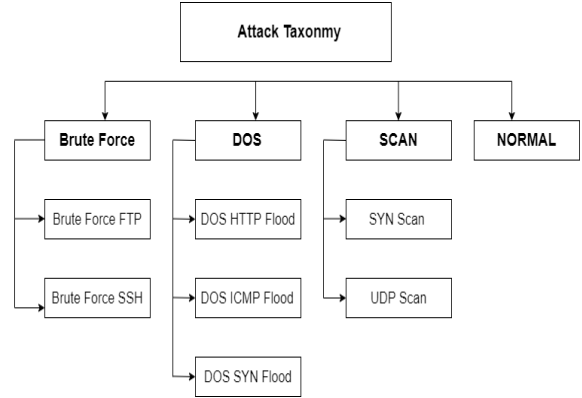 Attack Taxonmy
Brute Force
DOS
SCAN
NORMAL
Brute Force FTP
DOS HTTP Flood
SYN Scan
Brute Force SSH
DOS ICMP Flood
UDP Scan
DOS SYN Flood